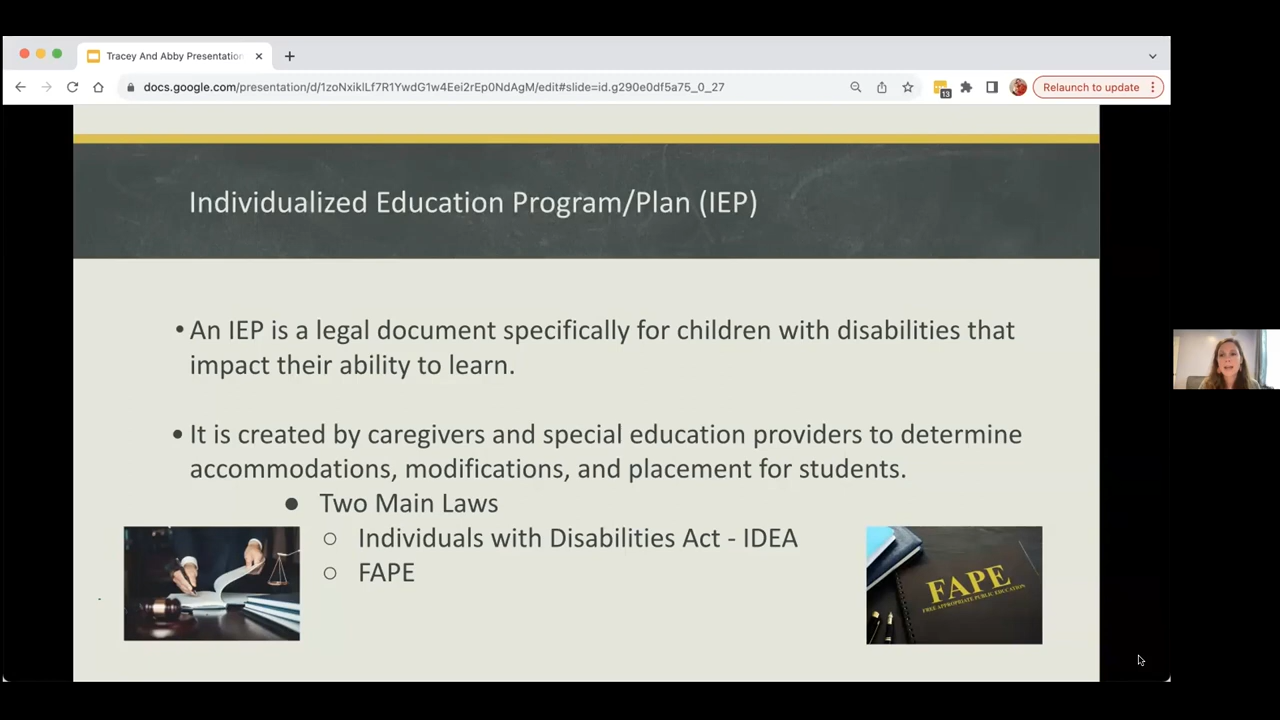 Tracey And Abby Presentation
docs.google.com/presentation/d/1zoNxiklLf7R1YwdG1w4Eei2rEp0NdAgM/edit#slide=id.g290e0df5a75_0_27
13
Relaunch to update
Individualized Education Program/Plan (IEP)
• An IEP is a legal document specifically for children with disabilities that
impact their ability to learn.
• It is created by caregivers and special education providers to determine
accommodations, modifications, and placement for students.
● Two Main Laws
○ Individuals with Disabilities Act - IDEA
○ FAPE
FAPE
FREE APPROPRIATE PUBLIC EDUCATION